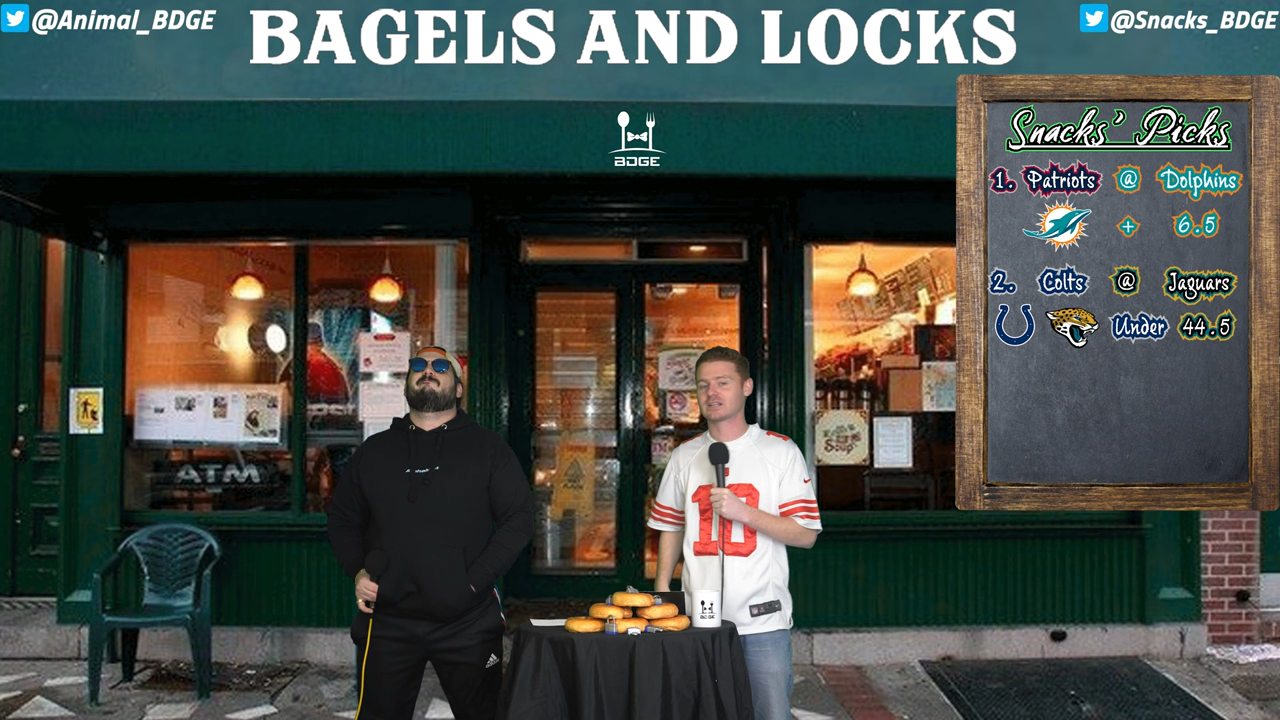 @Animal_BDGE
BAGELS AND LOCKS
@Snacks_BDGE
BDGE
Snacks' Picks
1. Patriots @ Dolphins
+ 6.5
2. Colts @ Jaguars
Under 44.5
ATM
Soup
10
BDGE